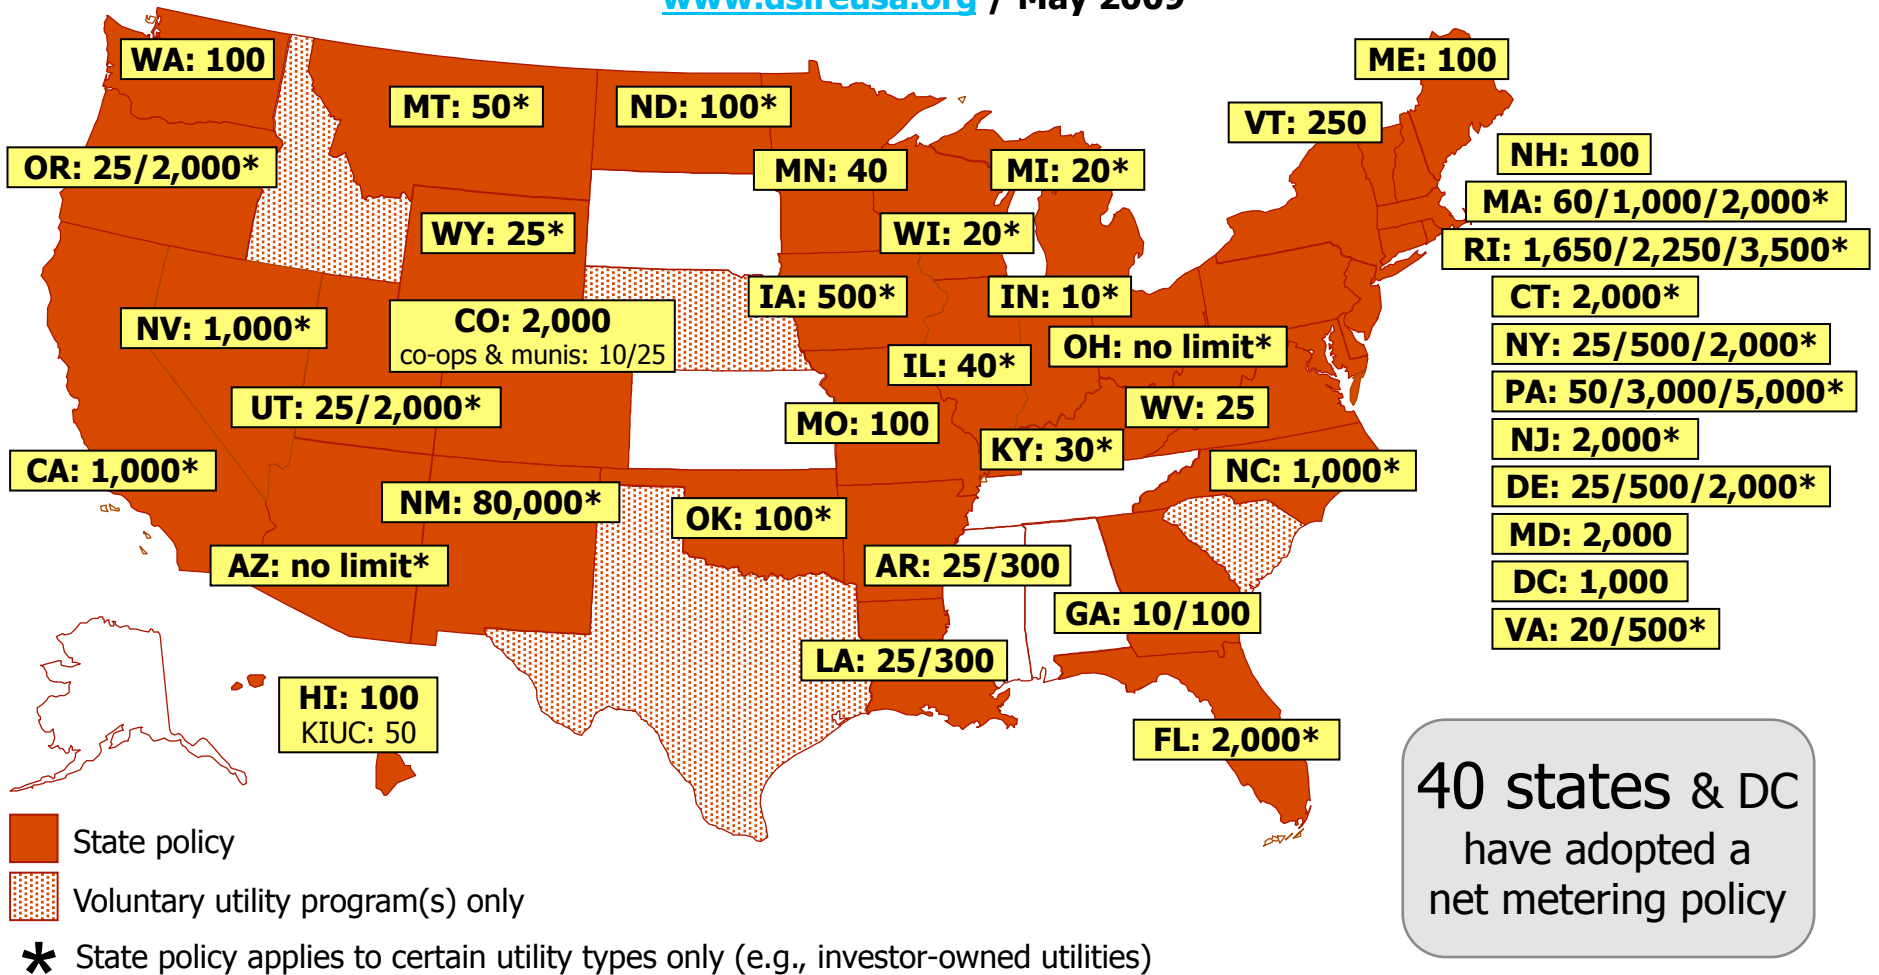 www.dsireusa.org / May 2009
WA: 100
ME: 100
MT: 50*
ND: 100*
VT: 250
OR: 25/2,000*
MN: 40
MI: 20*
NH: 100
MA: 60/1,000/2,000*
WY: 25*
WI: 20*
RI: 1,650/2,250/3,500*
IA: 500*
IN: 10*
CT: 2,000*
NV: 1,000*
CO: 2,000
co-ops & munis: 10/25
OH: no limit*
NY: 25/500/2,000*
IL: 40*
PA: 50/3,000/5,000*
UT: 25/2,000*
MO: 100
WV: 25
NJ: 2,000*
KY: 30*
CA: 1,000*
NC: 1,000*
DE: 25/500/2,000*
NM: 80,000*
OK: 100*
MD: 2,000
AZ: no limit*
AR: 25/300
DC: 1,000
GA: 10/100
VA: 20/500*
LA: 25/300
HI: 100
KIUC: 50
FL: 2,000*
40 states & DC
have adopted a
net metering policy
State policy
Voluntary utility program(s) only
* State policy applies to certain utility types only (e.g., investor-owned utilities)